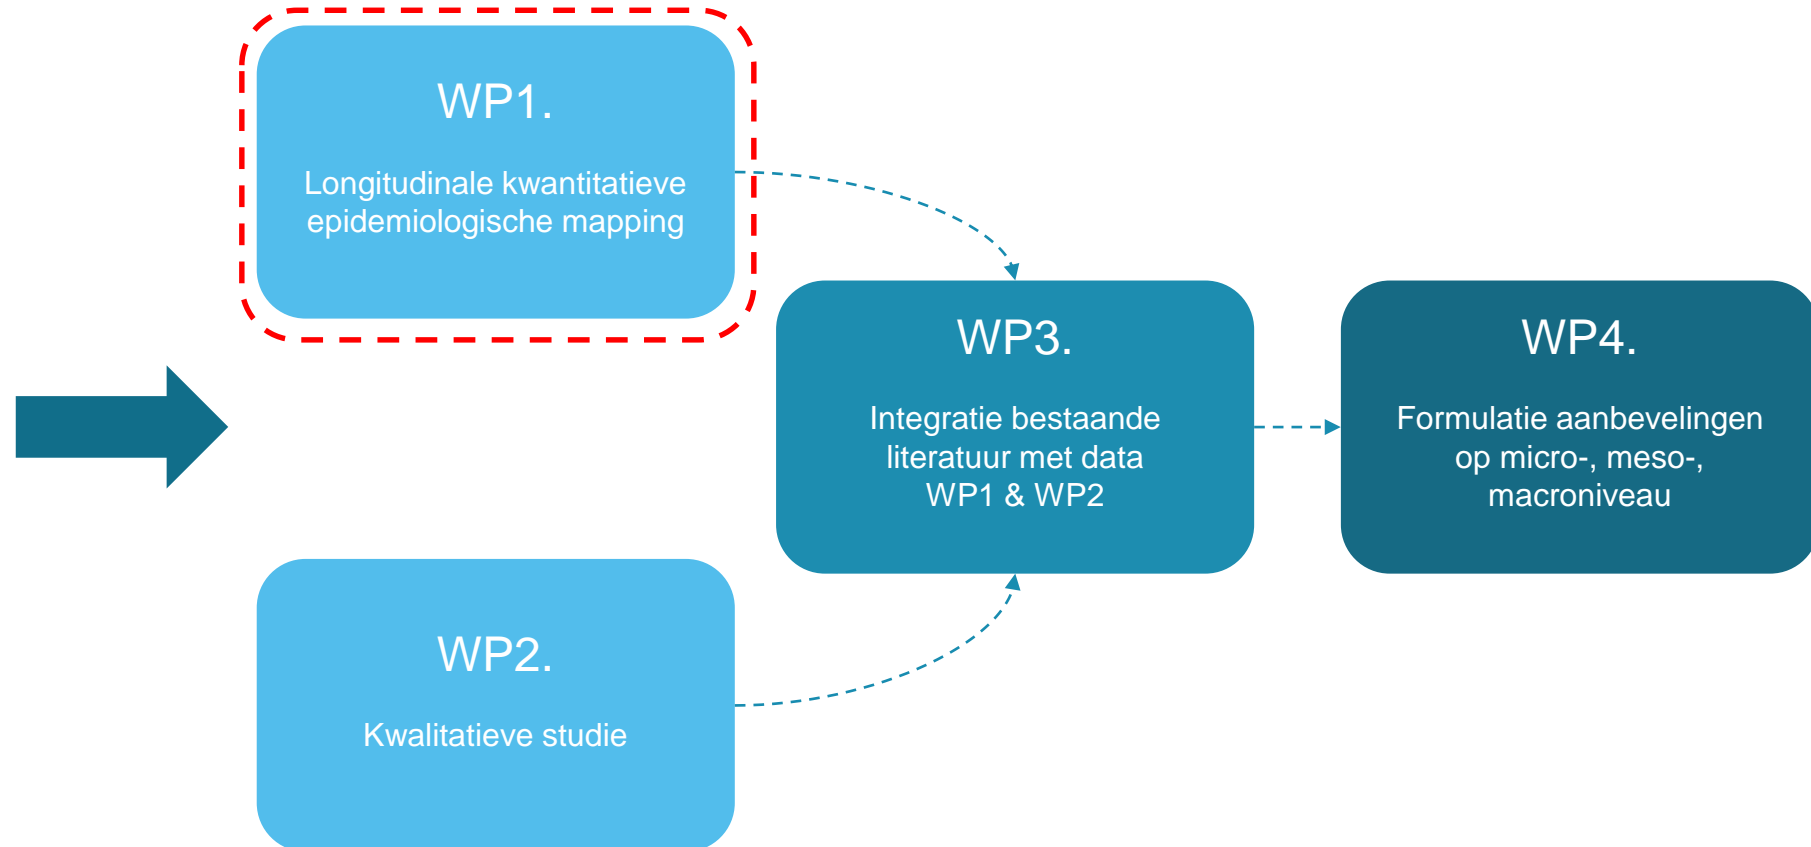 WP1.
Longitudinale kwantitatieve
epidemiologische mapping
WP2.
Kwalitatieve studie
WP3.
Integratie bestaande
literatuur met data
WP1 & WP2
WP4.
Formulatie aanbevelingen
op micro-, meso-,
macroniveau